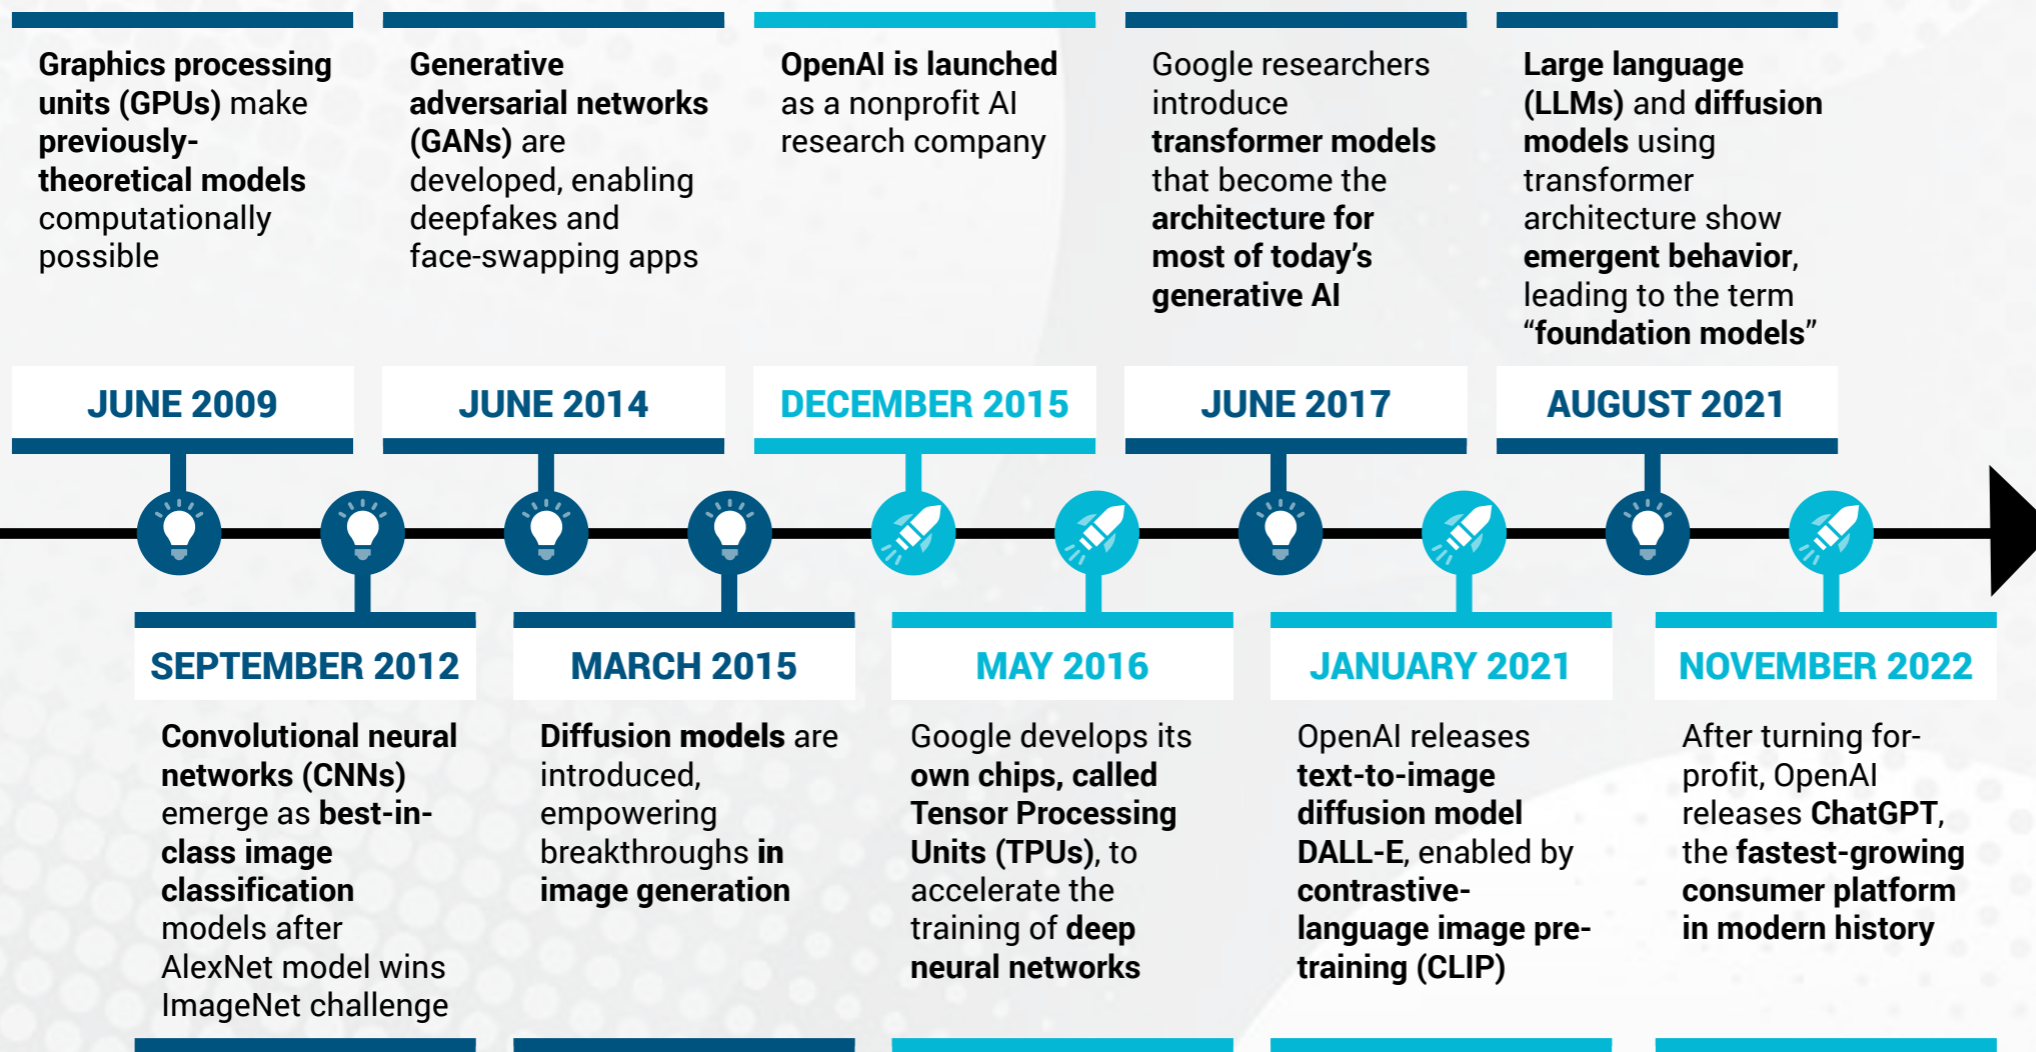 Graphics processing
units (GPUs) make
previously-
theoretical models
computationally
possible
JUNE 2009
Generative
adversarial networks
(GANs) are
developed, enabling
deepfakes and
face-swapping apps
JUNE 2014
OpenAI is launched
as a nonprofit AI
research company
DECEMBER 2015
Google researchers
introduce
transformer models
that become the
architecture for
most of today's
generative AI
JUNE 2017
Large language
(LLMs) and diffusion
models using
transformer
architecture show
emergent behavior,
leading to the term
“foundation models”
AUGUST 2021
SEPTEMBER 2012
Convolutional neural
networks (CNNs)
emerge as best-in-
class image
classification
models after
AlexNet model wins
ImageNet challenge
MARCH 2015
Diffusion models are
introduced,
empowering
breakthroughs in
image generation
MAY 2016
Google develops its
own chips, called
Tensor Processing
Units (TPUs), to
accelerate the
training of deep
neural networks
JANUARY 2021
OpenAI releases
text-to-image
diffusion model
DALL-E, enabled by
contrastive-
language image pre-
training (CLIP)
NOVEMBER 2022
After turning for-
profit, OpenAI
releases ChatGPT,
the fastest-growing
consumer platform
in modern history